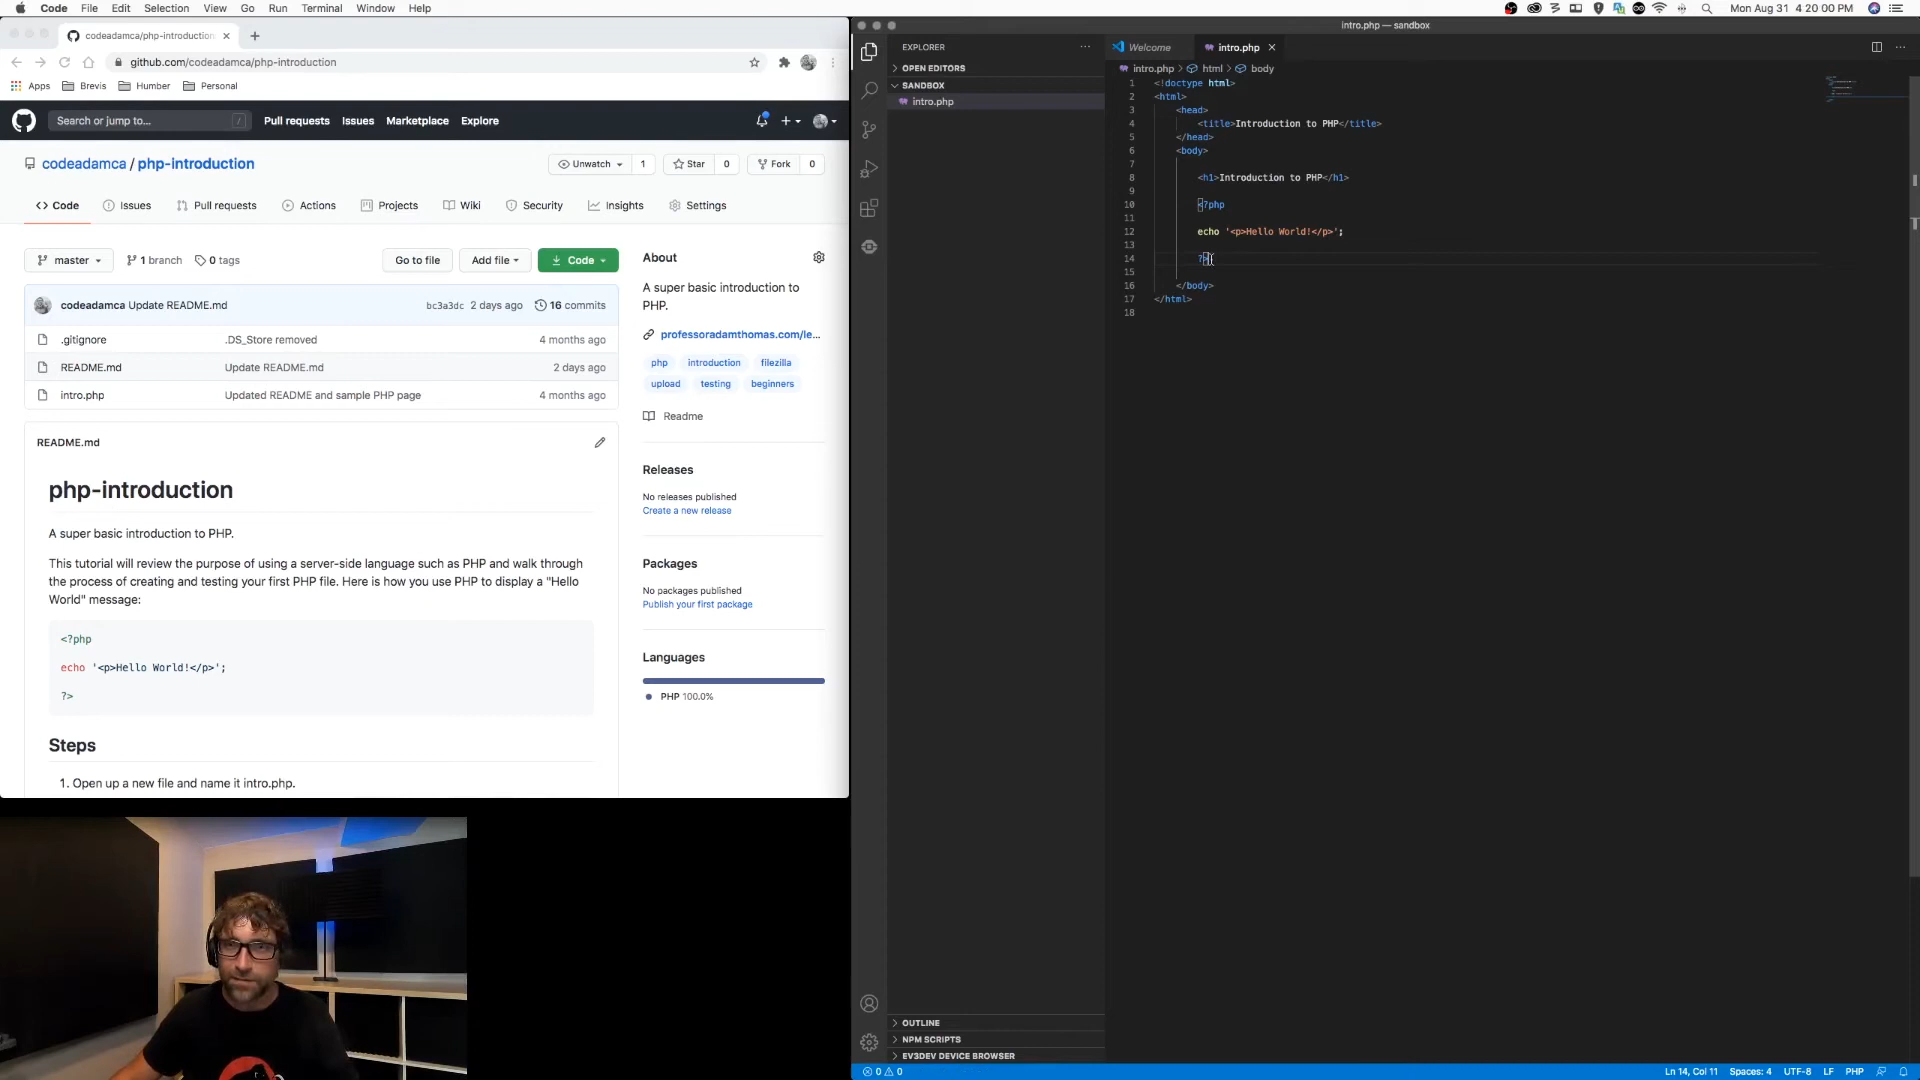 Code File Edit Selection View Go Run Terminal Window Help
Mon Aug 31 4:20:00 PM
codeadamca/php-introduction
github.com/codeadamca/php-introduction
Apps Brevis Humber Personal
Search or jump to... /
Pull requests Issues Marketplace Explore
codeadamca / php-introduction
Unwatch 1 Star 0 Fork 0
Code Issues Pull requests Actions Projects Wiki Security Insights Settings
master 1 branch 0 tags Go to file Add file Code
codeadamca Update README.md bc3a3dc 2 days ago 16 commits
.gitignore .DS_Store removed 4 months ago
README.md Update README.md 2 days ago
intro.php Updated README and sample PHP page 4 months ago
README.md
php-introduction
A super basic introduction to PHP.
This tutorial will review the purpose of using a server-side language such as PHP and walk through
the process of creating and testing your first PHP file. Here is how you use PHP to display a "Hello
World" message:
<?php
echo '<p>Hello World!</p>';
?>
Steps
1. Open up a new file and name it intro.php.
About
A super basic introduction to
PHP.
professoradamthomas.com/le...
php introduction filezilla
upload testing beginners
Readme
Releases
No releases published
Create a new release
Packages
No packages published
Publish your first package
Languages
PHP 100.0%
intro.php — sandbox
EXPLORER
OPEN EDITORS
SANDBOX
intro.php
OUTLINE
NPM SCRIPTS
EV3DEV DEVICE BROWSER
Welcome intro.php
intro.php > html > body
1 <!doctype html>
2 <html>
3 <head>
4 <title>Introduction to PHP</title>
5 </head>
6 <body>
7
8 <h1>Introduction to PHP</h1>
9
10 <?php
11
12 echo '<p>Hello World!</p>';
13
14 ?>
15
16 </body>
17 </html>
18
0 0
Ln 14, Col 11 Spaces: 4 UTF-8 LF PHP